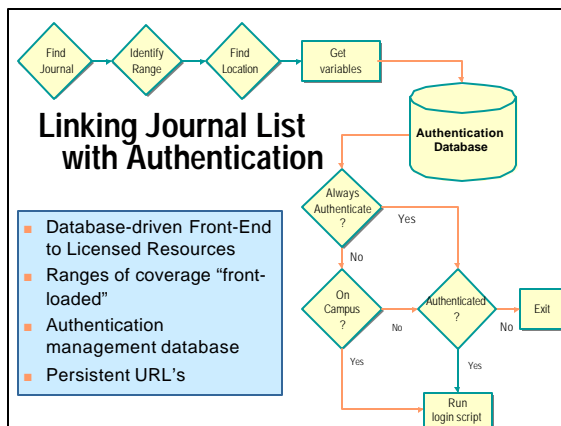 Find
Journal
Identify
Range
Find
Location
Get
variables
Linking Journal List
with Authentication
Authentication
Database
Always
Authenticate
?
Yes
No
Database-driven Front-End
to Licensed Resources
Ranges of coverage “front-
loaded”
Authentication
management database
Persistent URL's
On
Campus
?
No
Authenticated
?
No
Exit
Yes
Yes
Run
login script